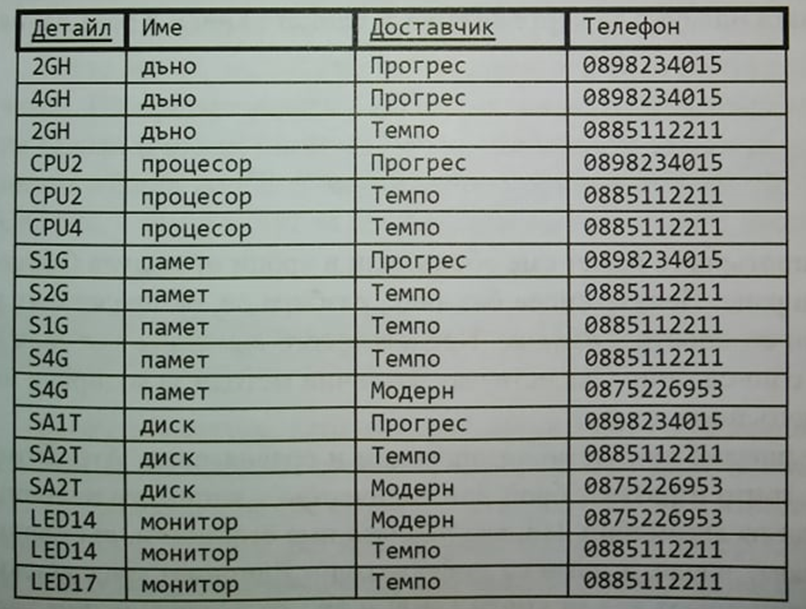 Детайл Име Доставчик Телефон
2GH дъно Прогрес 0898234015
4GH дъно Прогрес 0898234015
2GH дъно Темпо 0885112211
CPU2 процесор Прогрес 0898234015
CPU2 процесор Темпо 0885112211
CPU4 процесор Темпо 0885112211
S1G памет Прогрес 0898234015
S2G памет Темпо 0885112211
S1G памет Темпо 0885112211
S4G памет Темпо 0885112211
S4G памет Модерн 0875226953
SA1T диск Прогрес 0898234015
SA2T диск Темпо 0885112211
SA2T диск Модерн 0875226953
LED14 монитор Модерн 0875226953
LED14 монитор Темпо 0885112211
LED17 монитор Темпо 0885112211